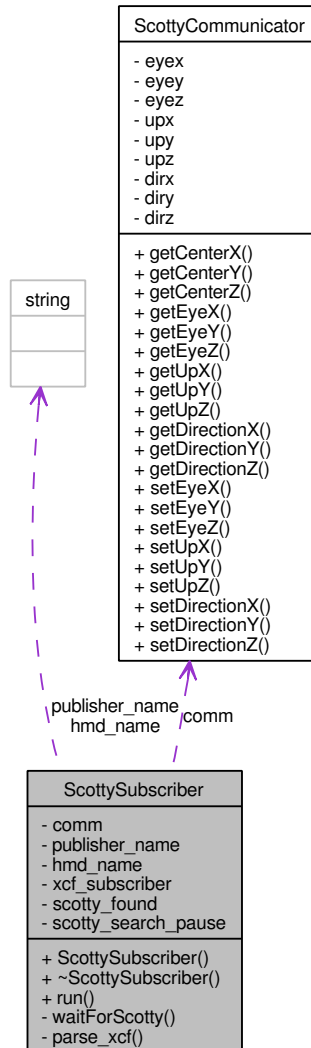 ScottyCommunicator
- eyex
- eyey
- eyez
- upx
- upy
- upz
- dirx
- diry
- dirz
+ getCenterX()
+ getCenterY()
+ getCenterZ()
+ getEyeX()
+ getEyeY()
+ getEyeZ()
+ getUpX()
+ getUpY()
+ getUpZ()
+ getDirectionX()
+ getDirectionY()
+ getDirectionZ()
+ setEyeX()
+ setEyeY()
+ setEyeZ()
+ setUpX()
+ setUpY()
+ setUpZ()
+ setDirectionX()
+ setDirectionY()
+ setDirectionZ()
string
publisher_name
hmd_name
comm
ScottySubscriber
- comm
- publisher_name
- hmd_name
- xcf_subscriber
- scotty_found
- scotty_search_pause
+ ScottySubscriber()
+ ~ScottySubscriber()
+ run()
- waitForScotty()
- parse_xcf()